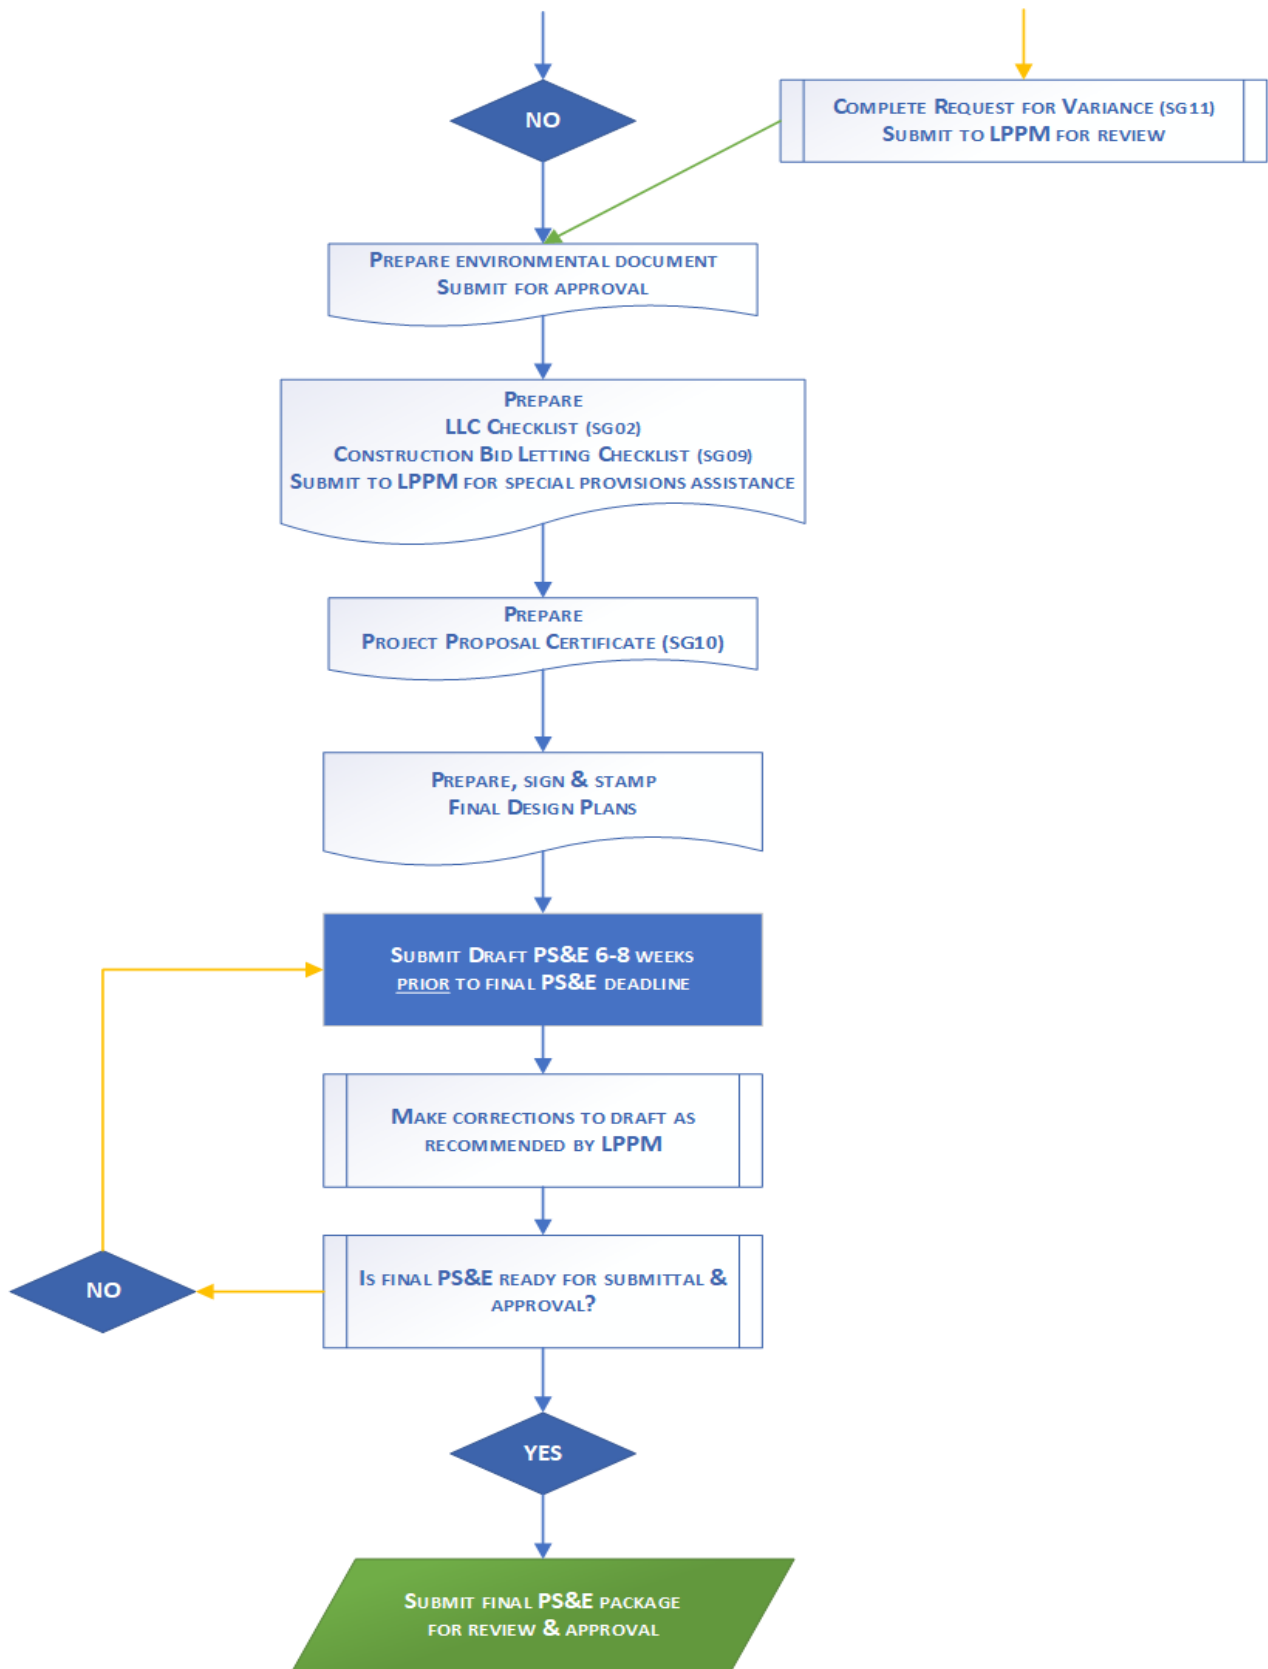 NO
Complete Request for Variance (sg11)
Submit to LPPM for review
Prepare environmental document
Submit for approval
Prepare
LLC Checklist (sg02)
Construction Bid Letting Checklist (sg09)
Submit to LPPM for special provisions assistance
Prepare
Project Proposal Certificate (SG10)
Prepare, sign & stamp
Final Design Plans
Submit Draft PS&E 6-8 weeks
prior to final PS&E deadline
Make corrections to draft as
recommended by LPPM
Is final PS&E ready for submittal &
approval?
NO
YES
Submit final PS&E package
for review & approval